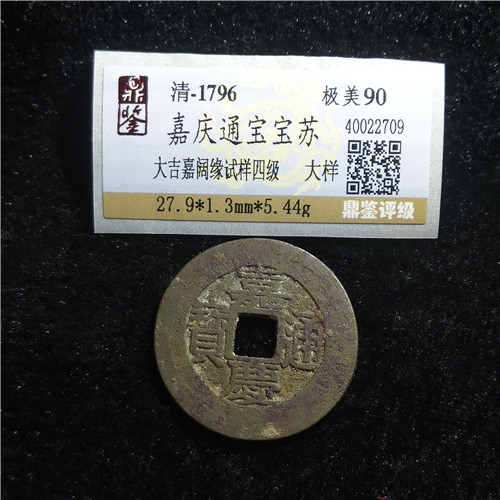 鼎鉴
清-1796 极美90
嘉庆通宝宝苏 40022709
大吉嘉阔缘试样四级 大样
27.9*1.3mm*5.44g 鼎鉴评级
嘉慶通寶